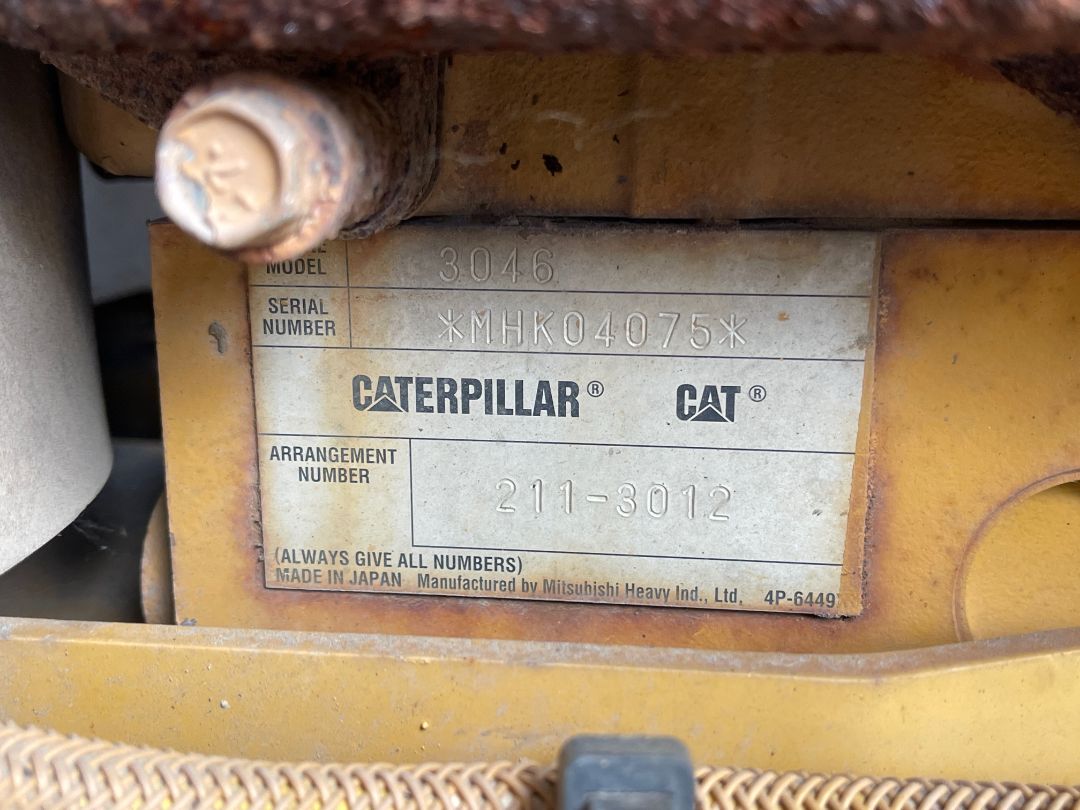 MODEL 3046
SERIAL
NUMBER *MHK04075*
CATERPILLAR® CAT®
ARRANGEMENT
NUMBER 211-3012
(ALWAYS GIVE ALL NUMBERS)
MADE IN JAPAN Manufactured by Mitsubishi Heavy Ind., Ltd. 4P-6449